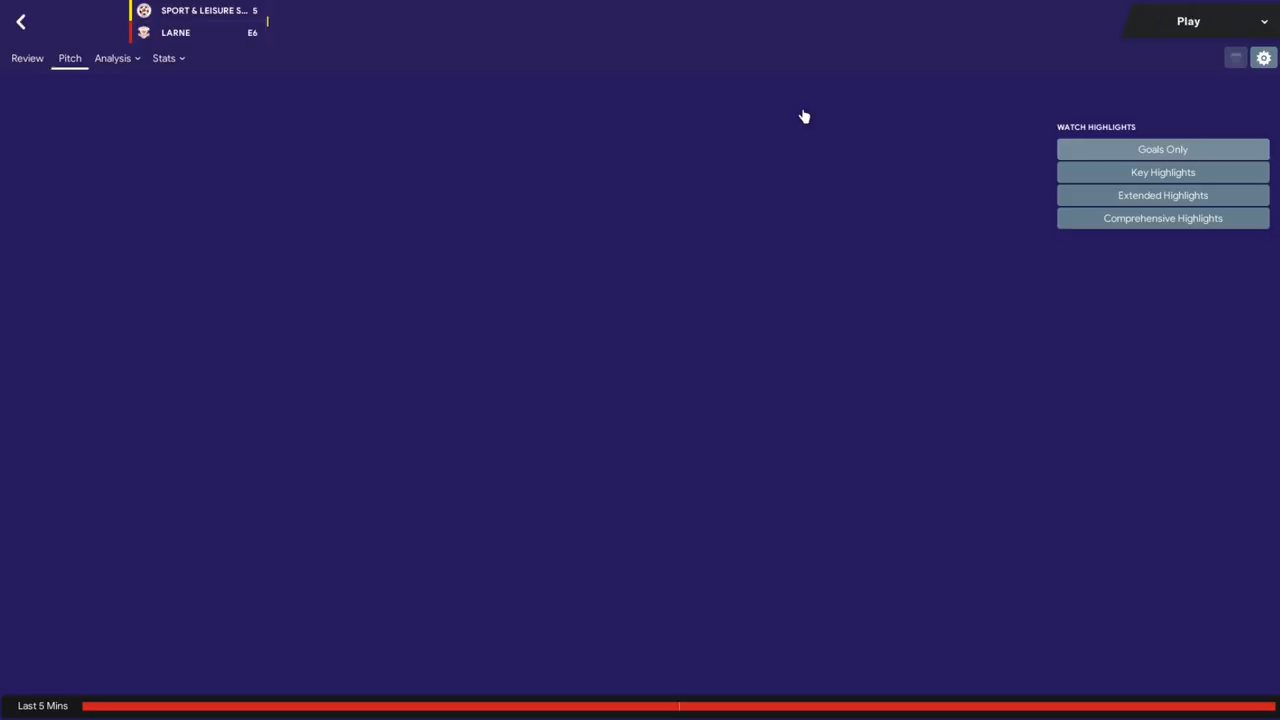 SPORT & LEISURE S... 5
LARNE E6
Play
Review Pitch Analysis Stats
WATCH HIGHLIGHTS
Goals Only
Key Highlights
Extended Highlights
Comprehensive Highlights
Last 5 Mins